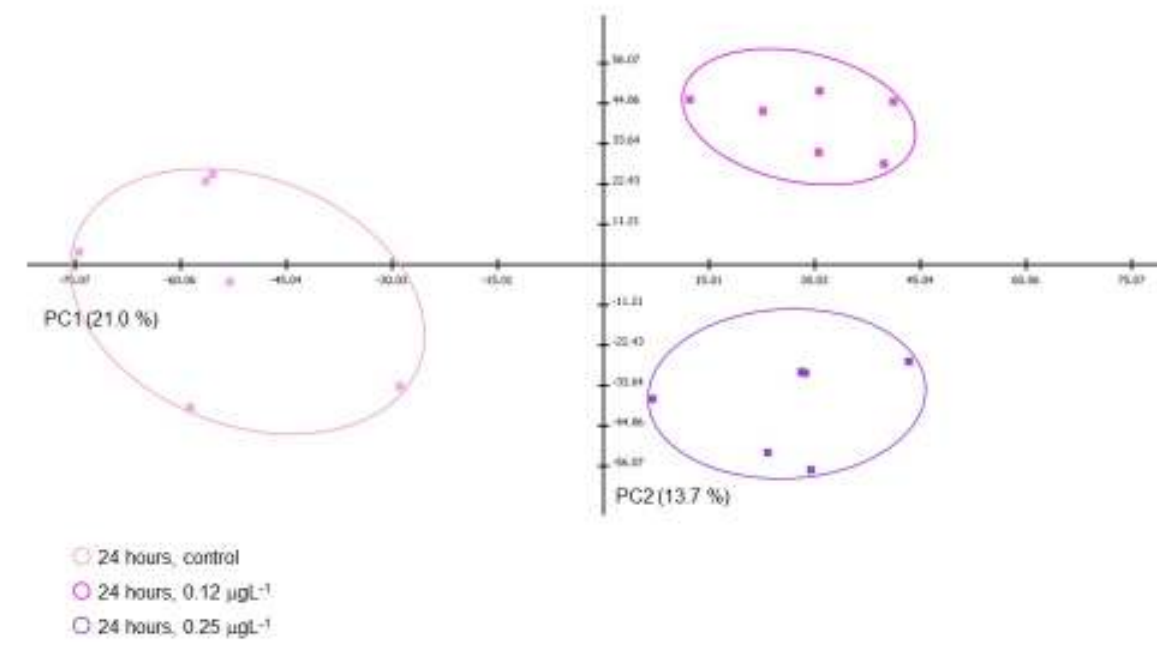 56.07
44.86
33.64
22.43
11.21
-75.07 -60.06 -45.04 -30.03 -15.01 15.01 30.03 45.04 60.06 75.07
-11.21
PC1 (21.0 %)
-22.43
-33.64
-44.86
-56.07
PC2 (13.7 %)
24 hours, control
24 hours, 0.12 µgL⁻¹
24 hours, 0.25 µgL⁻¹